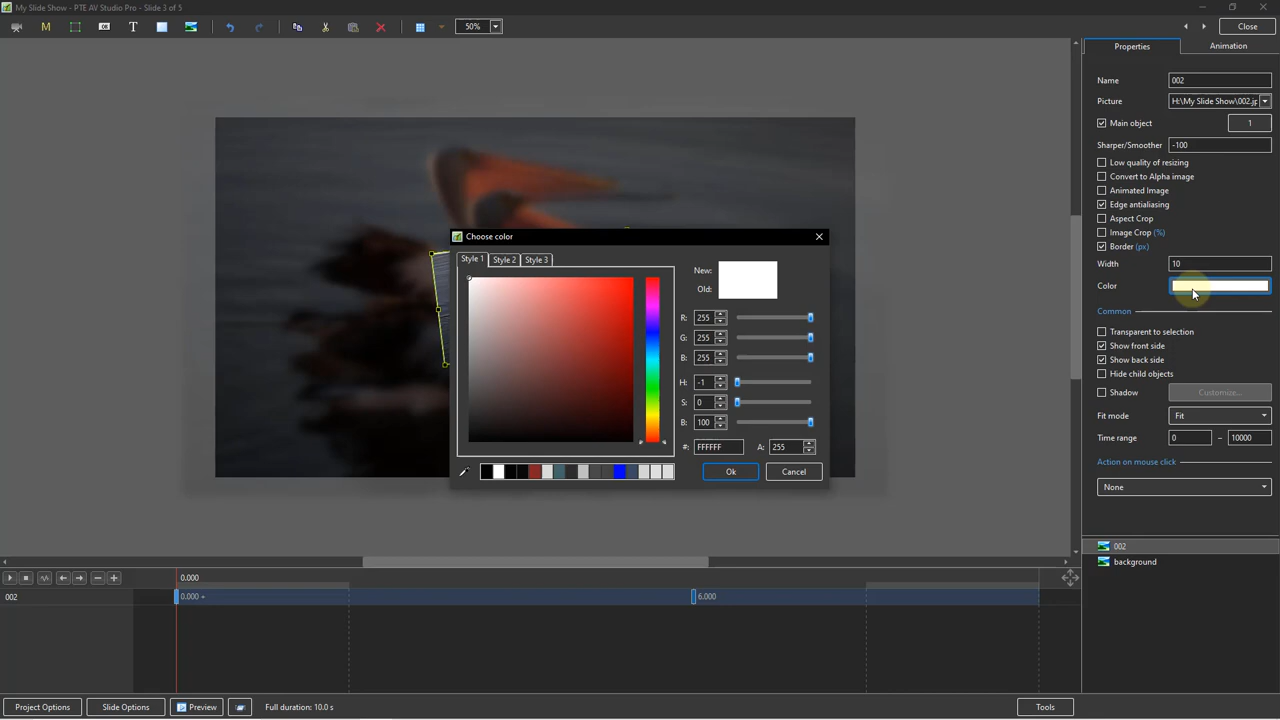 My Slide Show - PTE AV Studio Pro - Slide 3 of 5
M OK T 50% Close
Properties Animation
Name 002
Picture H:\My Slide Show\002.jp
Main object 1
Sharper/Smoother -100
Low quality of resizing
Convert to Alpha image
Animated Image
Edge antialiasing
Aspect Crop
Image Crop (%)
Border (px)
Width 10
Color
Common
Transparent to selection
Show front side
Show back side
Hide child objects
Shadow Customize...
Fit mode Fit
Time range 0 – 10000
Action on mouse click
None
002
background
Choose color
Style 1 Style 2 Style 3
New:
Old:
R: 255
G: 255
B: 255
H: -1
S: 0
B: 100
#: FFFFFF A: 255
Ok Cancel
0.000
002 0.000 6.000
Project Options Slide Options Preview Full duration: 10.0 s Tools